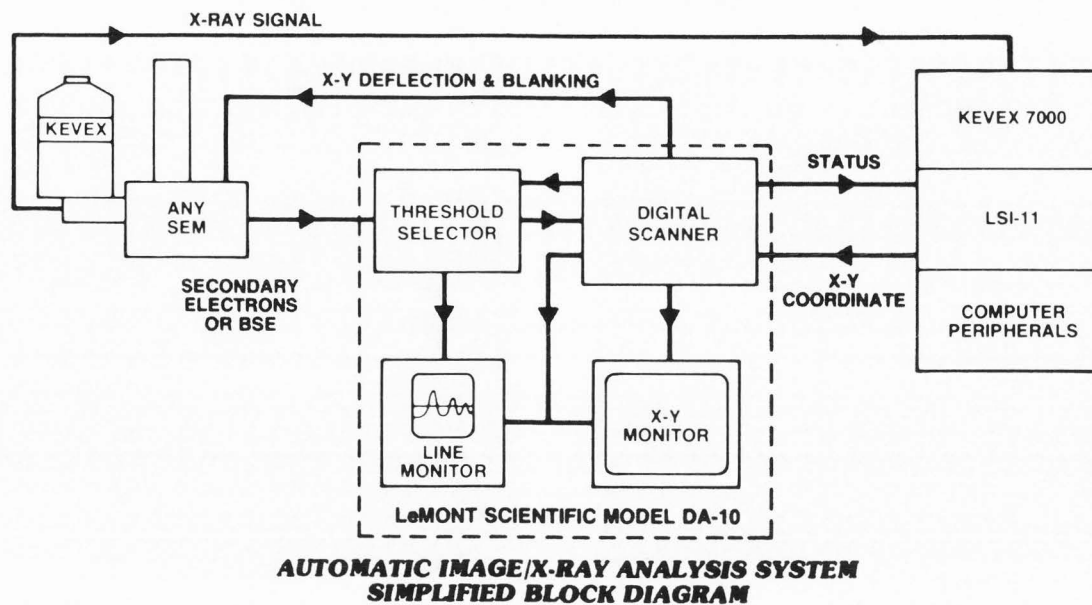 X-RAY SIGNAL
X-Y DEFLECTION & BLANKING
KEVEX
KEVEX 7000
STATUS
ANY
SEM
THRESHOLD
SELECTOR
DIGITAL
SCANNER
LSI-11
SECONDARY
ELECTRONS
OR BSE
X-Y
COORDINATE
COMPUTER
PERIPHERALS
LINE
MONITOR
X-Y
MONITOR
LeMONT SCIENTIFIC MODEL DA-10
AUTOMATIC IMAGE/X-RAY ANALYSIS SYSTEM
SIMPLIFIED BLOCK DIAGRAM